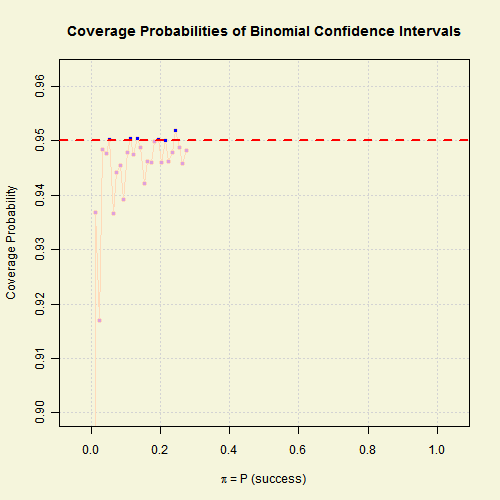 Coverage Probabilities of Binomial Confidence Intervals
Coverage Probability
0.96
0.95
0.94
0.93
0.92
0.91
0.90
0.0 0.2 0.4 0.6 0.8 1.0
π = P (success)